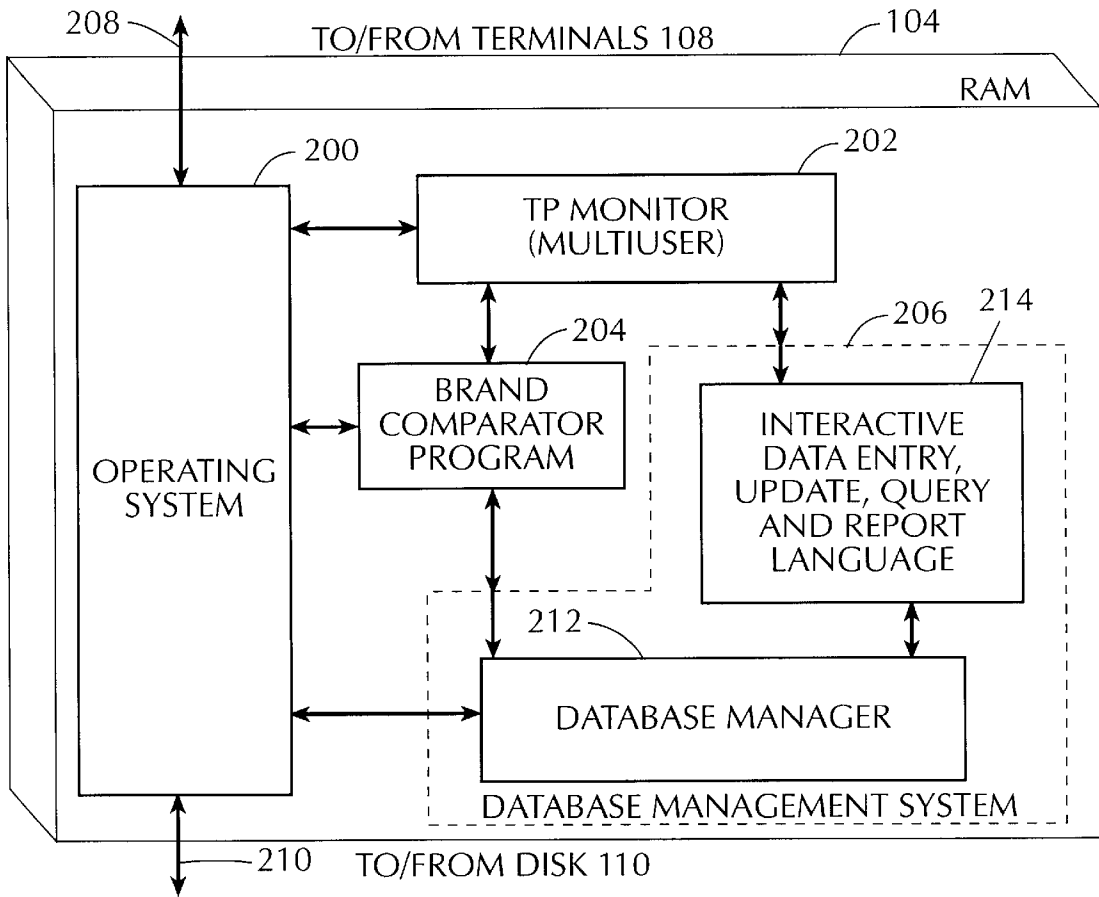 208
TO/FROM TERMINALS 108
104
RAM
200
202
TP MONITOR
(MULTIUSER)
204
206
214
BRAND
COMPARATOR
PROGRAM
INTERACTIVE
DATA ENTRY,
UPDATE, QUERY
AND REPORT
LANGUAGE
OPERATING
SYSTEM
212
DATABASE MANAGER
DATABASE MANAGEMENT SYSTEM
210
TO/FROM DISK 110